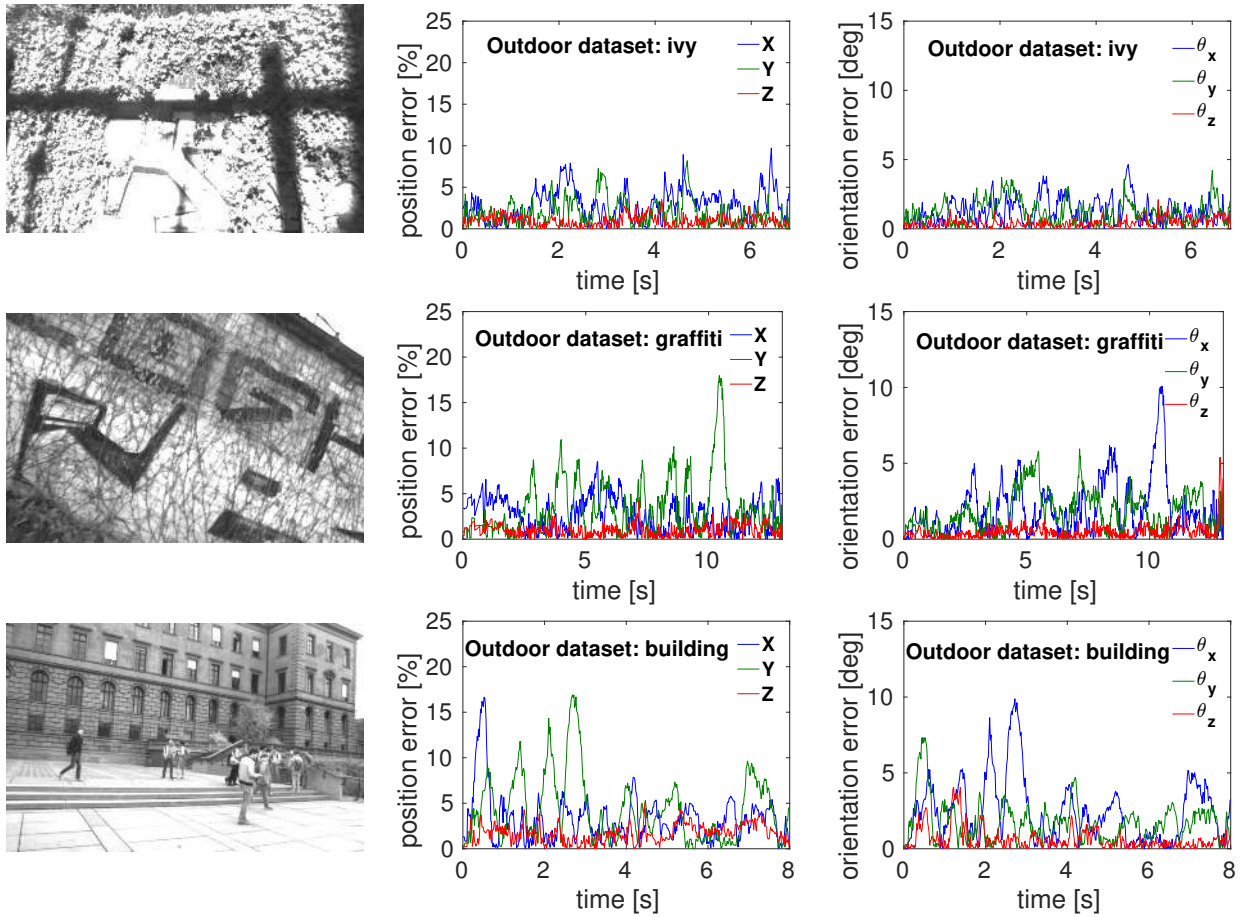 25
20
15
10
5
0
position error [%]
Outdoor dataset: ivy
X
Y
Z
0 2 4 6
time [s]
15
10
5
0
orientation error [deg]
Outdoor dataset: ivy
θx
θy
θz
0 2 4 6
time [s]
25
20
15
10
5
0
position error [%]
Outdoor dataset: graffiti
X
Y
Z
0 5 10
time [s]
15
10
5
0
orientation error [deg]
Outdoor dataset: graffiti
θx
θy
θz
0 5 10
time [s]
25
20
15
10
5
0
position error [%]
Outdoor dataset: building
X
Y
Z
0 2 4 6 8
time [s]
15
10
5
0
orientation error [deg]
Outdoor dataset: building
θx
θy
θz
0 2 4 6 8
time [s]